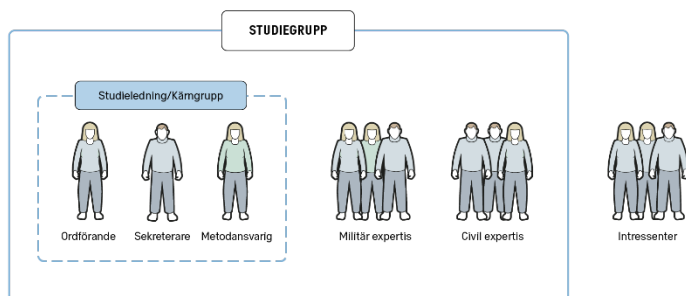 STUDIEGRUPP
Studieledning/Kärngrupp
Ordförande
Sekreterare
Metodansvarig
Militär expertis
Civil expertis
Intressenter